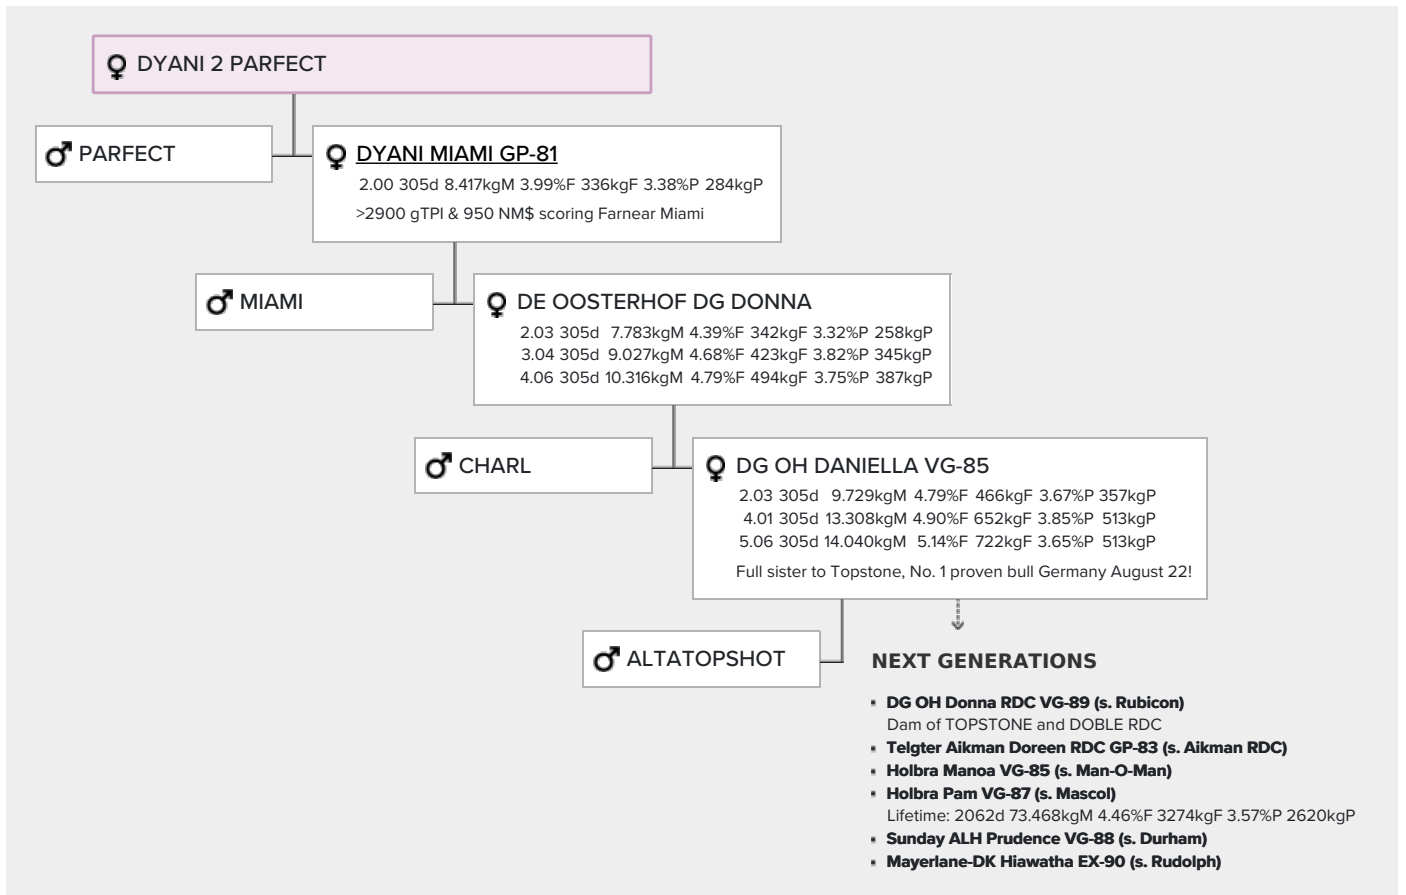 DYANI 2 PARFECT
PARFECT
DYANI MIAMI GP-81
2.00 305d 8.417kgM 3.99%F 336kgF 3.38%P 284kgP
>2900 gTPI & 950 NM$ scoring Farnear Miami
MIAMI
DE OOSTERHOF DG DONNA
2.03 305d 7.783kgM 4.39%F 342kgF 3.32%P 258kgP
3.04 305d 9.027kgM 4.68%F 423kgF 3.82%P 345kgP
4.06 305d 10.316kgM 4.79%F 494kgF 3.75%P 387kgP
CHARL
DG OH DANIELLA VG-85
2.03 305d 9.729kgM 4.79%F 466kgF 3.67%P 357kgP
4.01 305d 13.308kgM 4.90%F 652kgF 3.85%P 513kgP
5.06 305d 14.040kgM 5.14%F 722kgF 3.65%P 513kgP
Full sister to Topstone, No. 1 proven bull Germany August 22!
ALTATOPSHOT
NEXT GENERATIONS
DG OH Donna RDC VG-89 (s. Rubicon)
Dam of TOPSTONE and DOBLE RDC
Telgter Aikman Doreen RDC GP-83 (s. Aikman RDC)
Holbra Manoa VG-85 (s. Man-O-Man)
Holbra Pam VG-87 (s. Mascol)
Lifetime: 2062d 73.468kgM 4.46%F 3274kgF 3.57%P 2620kgP
Sunday ALH Prudence VG-88 (s. Durham)
Mayerlane-DK Hiawatha EX-90 (s. Rudolph)